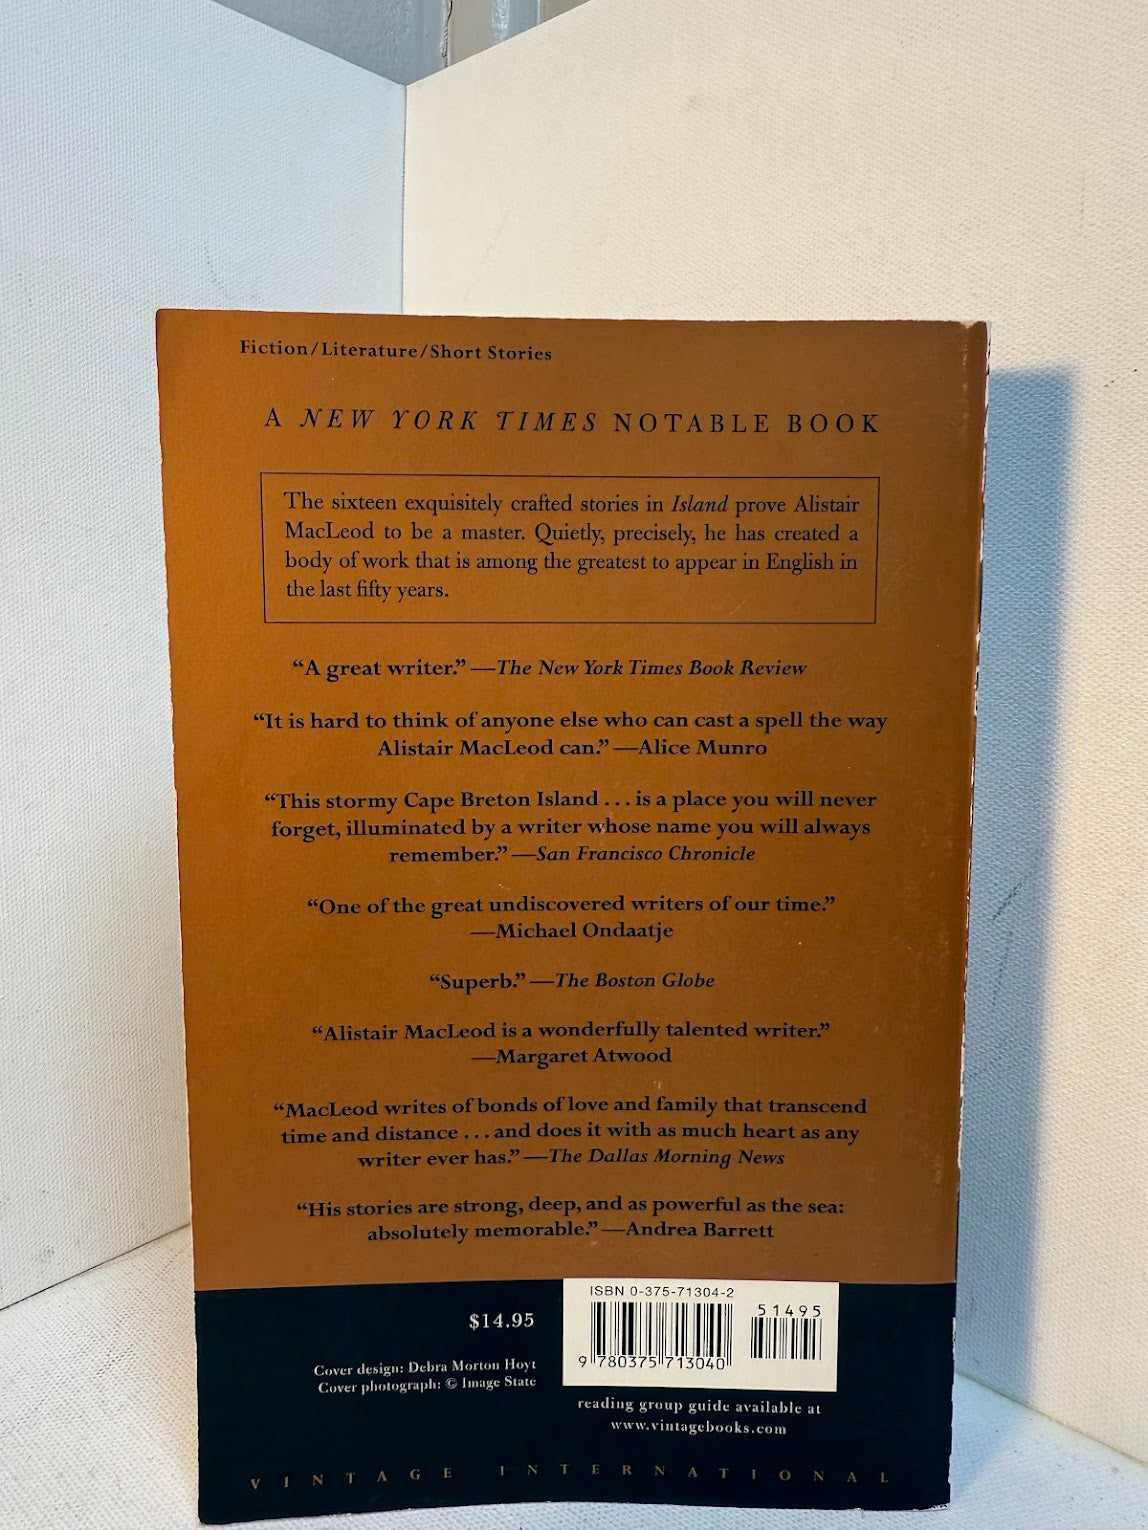 Fiction/Literature/Short Stories
A NEW YORK TIMES NOTABLE BOOK
The sixteen exquisitely crafted stories in Island prove Alistair
MacLeod to be a master. Quietly, precisely, he has created a
body of work that is among the greatest to appear in English in
the last fifty years.
“A great writer.” —The New York Times Book Review
“It is hard to think of anyone else who can cast a spell the way
Alistair MacLeod can.” —Alice Munro
“This stormy Cape Breton Island . . . is a place you will never
forget, illuminated by a writer whose name you will always
remember.” —San Francisco Chronicle
“One of the great undiscovered writers of our time.”
—Michael Ondaatje
“Superb.” —The Boston Globe
“Alistair MacLeod is a wonderfully talented writer.”
—Margaret Atwood
“MacLeod writes of bonds of love and family that transcend
time and distance . . . and does it with as much heart as any
writer ever has.” —The Dallas Morning News
“His stories are strong, deep, and as powerful as the sea:
absolutely memorable.” —Andrea Barrett
$14.95
Cover design: Debra Morton Hoyt
Cover photograph: © Image State
ISBN 0-375-71304-2
51495
9 780375 713040
reading group guide available at
www.vintagebooks.com
VINTAGE INTERNATIONAL